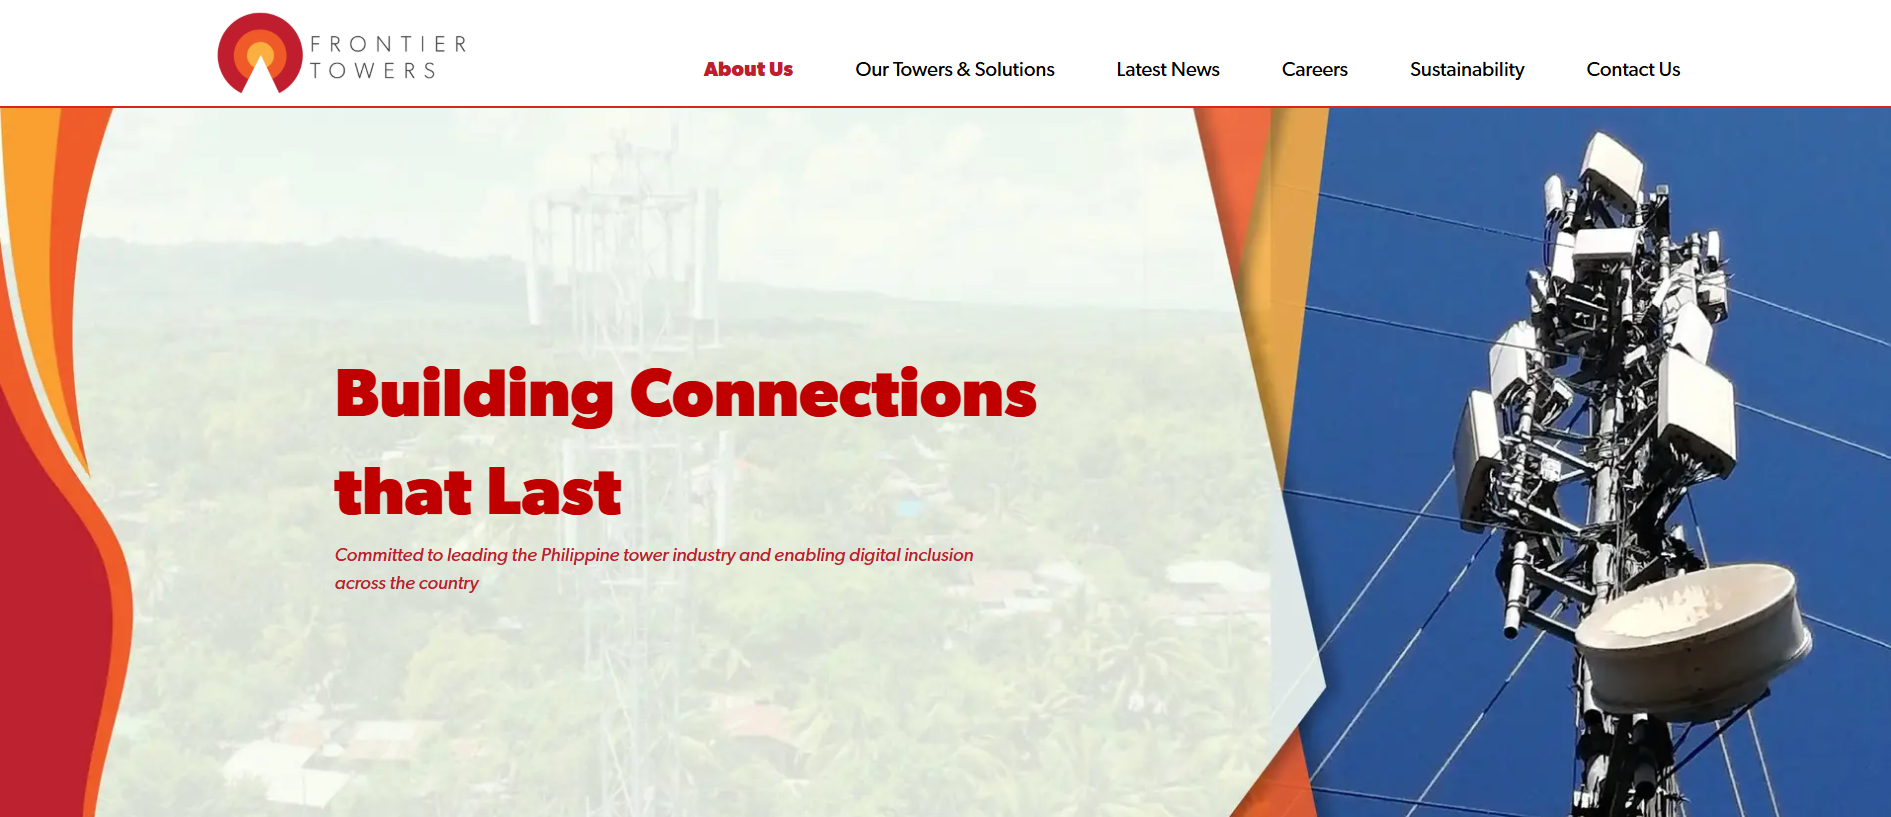 FRONTIER
TOWERS
About Us
Our Towers & Solutions
Latest News
Careers
Sustainability
Contact Us
Building Connections
that Last
Committed to leading the Philippine tower industry and enabling digital inclusion
across the country